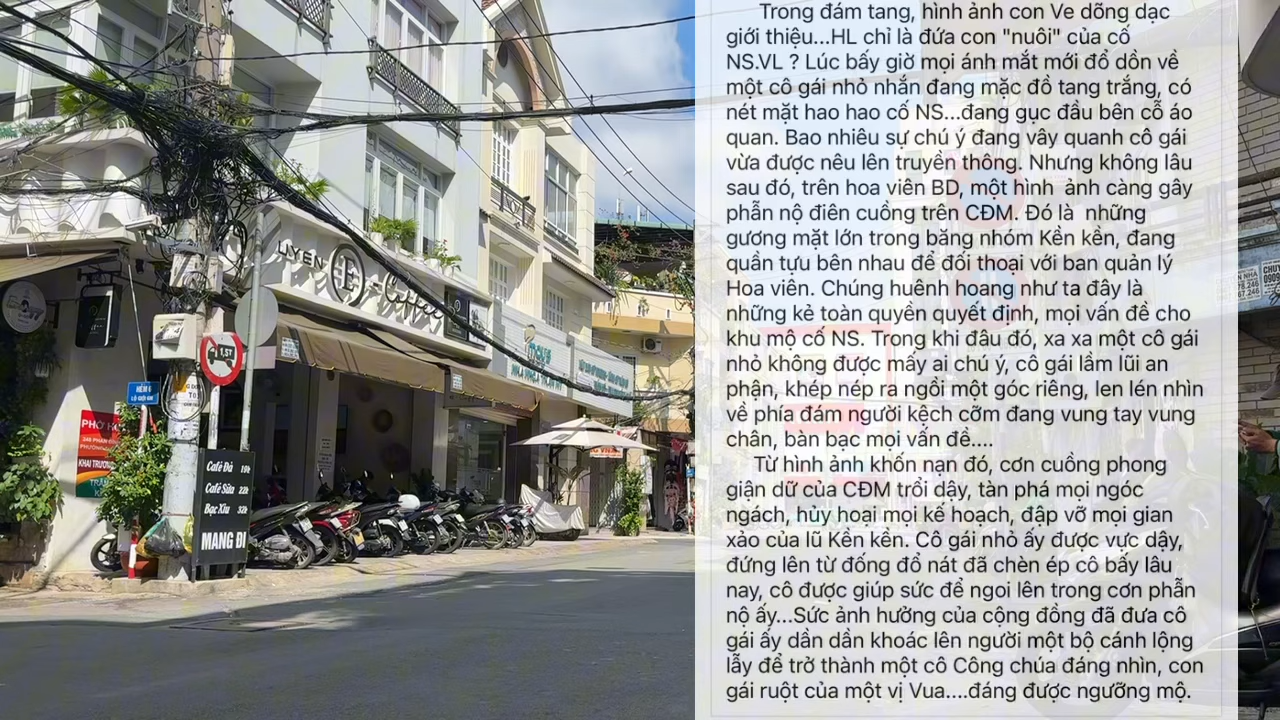 UYEN
E-Coffee
may's
1,5T
HẺM 6
PHỞ
KHAI TRƯƠNG
Café Đá 19k
Café Sữa 22k
Bạc Xíu
MANG ĐI
Trong đám tang, hình ảnh con Ve dõng dạc
giới thiệu...HL chỉ là đứa con "nuôi" của cố
NS.VL ? Lúc bấy giờ mọi ánh mắt mới đổ dồn về
một cô gái nhỏ nhắn đang mặc đồ tang trắng, có
nét mặt hao hao cố NS...đang gục đầu bên cỗ áo
quan. Bao nhiêu sự chú ý đang vây quanh cô gái
vừa được nêu lên truyền thông. Nhưng không lâu
sau đó, trên hoa viên BD, một hình ảnh càng gây
phẫn nộ điên cuồng trên CĐM. Đó là những
gương mặt lớn trong băng nhóm Kền kền, đang
quần tựu bên nhau để đối thoại với ban quản lý
Hoa viên. Chúng huênh hoang như ta đây là
những kẻ toàn quyền quyết định, mọi vấn đề cho
khu mộ cố NS. Trong khi đâu đó, xa xa một cô gái
nhỏ không được mấy ai chú ý, cô gái lầm lũi an
phận, khép nép ra ngồi một góc riêng, len lén nhìn
về phía đám người kệch cỡm đang vung tay vung
chân, bàn bạc mọi vấn đề....
Từ hình ảnh khốn nạn đó, cơn cuồng phong
giận dữ của CĐM trổi dậy, tàn phá mọi ngóc
ngách, hủy hoại mọi kế hoạch, đập vỡ mọi gian
xảo của lũ Kền kền. Cô gái nhỏ ấy được vực dậy,
đứng lên từ đống đổ nát đã chèn ép cô bấy lâu
nay, cô được giúp sức để ngoi lên trong cơn phẫn
nộ ấy...Sức ảnh hưởng của cộng đồng đã đưa cô
gái ấy dần dần khoác lên người một bộ cánh lộng
lẫy để trở thành một cô Công chúa đáng nhìn, con
gái ruột của một vị Vua....đáng được ngưỡng mộ.